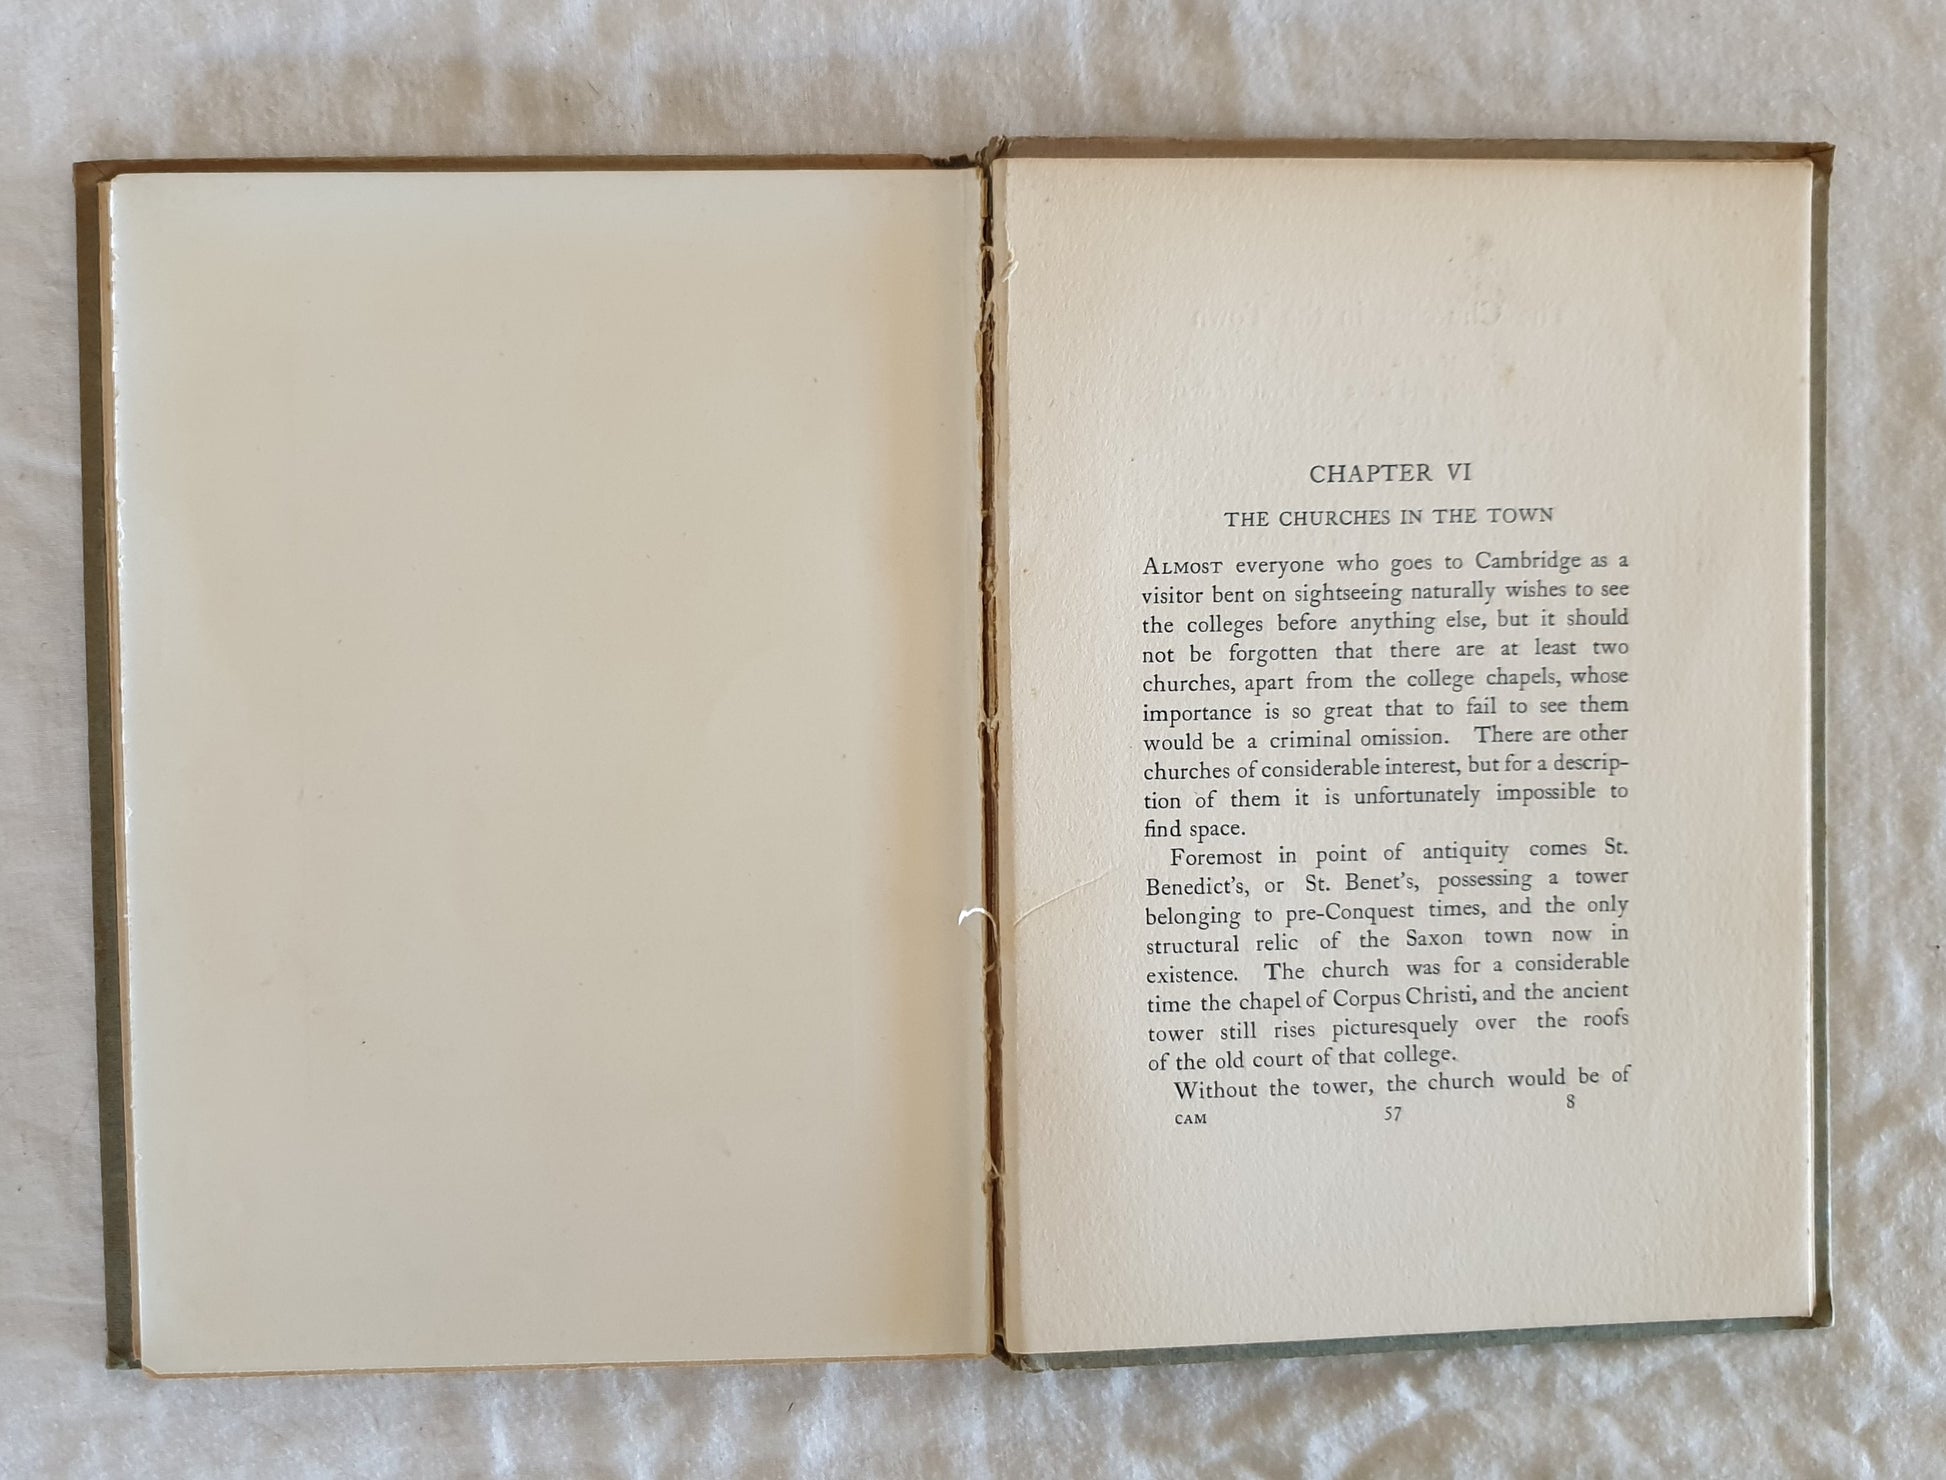 CHAPTER VI
THE CHURCHES IN THE TOWN
ALMOST everyone who goes to Cambridge as a
visitor bent on sightseeing naturally wishes to see
the colleges before anything else, but it should
not be forgotten that there are at least two
churches, apart from the college chapels, whose
importance is so great that to fail to see them
would be a criminal omission. There are other
churches of considerable interest, but for a descrip-
tion of them it is unfortunately impossible to
find space.
Foremost in point of antiquity comes St.
Benedict's, or St. Benet's, possessing a tower
belonging to pre-Conquest times, and the only
structural relic of the Saxon town now in
existence. The church was for a considerable
time the chapel of Corpus Christi, and the ancient
tower still rises picturesquely over the roofs
of the old court of that college.
Without the tower, the church would be of
CAM 57 8